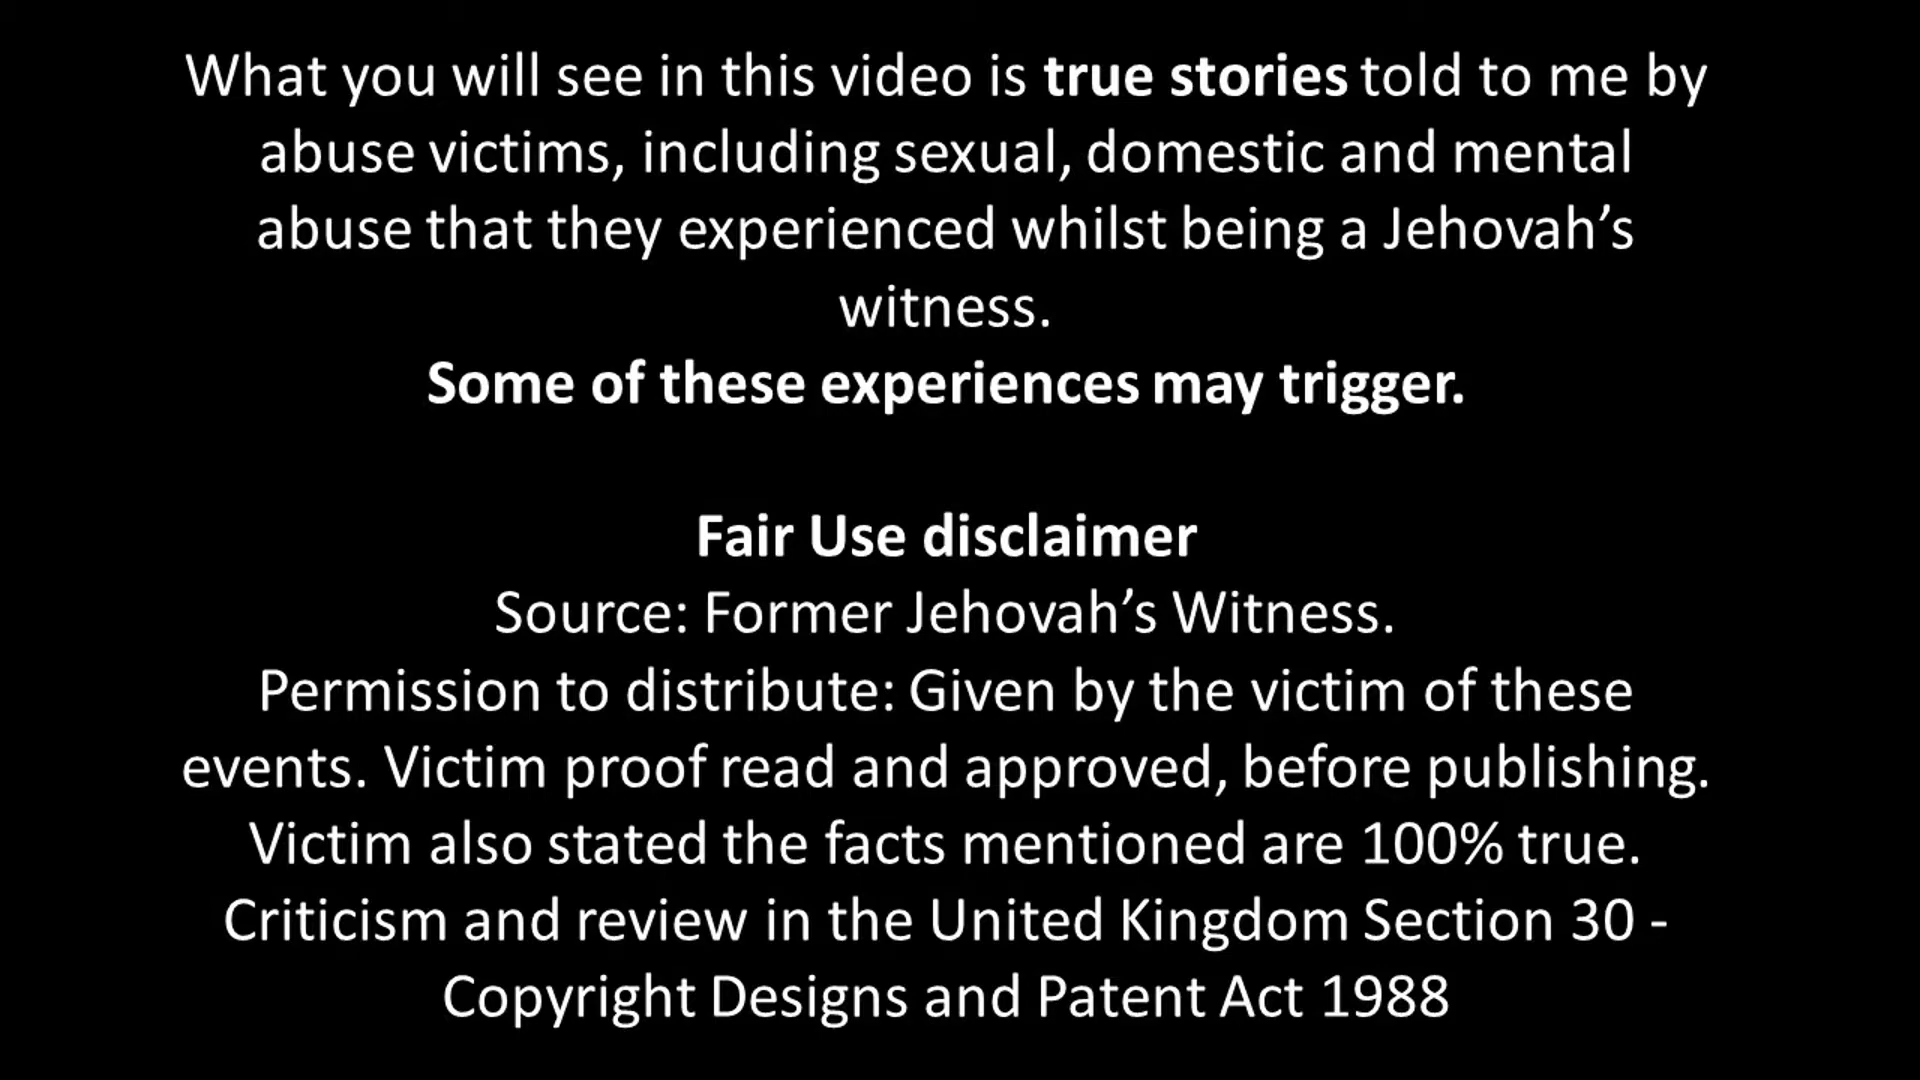 What you will see in this video is true stories told to me by
abuse victims, including sexual, domestic and mental
abuse that they experienced whilst being a Jehovah’s
witness.
Some of these experiences may trigger.
Fair Use disclaimer
Source: Former Jehovah’s Witness.
Permission to distribute: Given by the victim of these
events. Victim proof read and approved, before publishing.
Victim also stated the facts mentioned are 100% true.
Criticism and review in the United Kingdom Section 30 -
Copyright Designs and Patent Act 1988